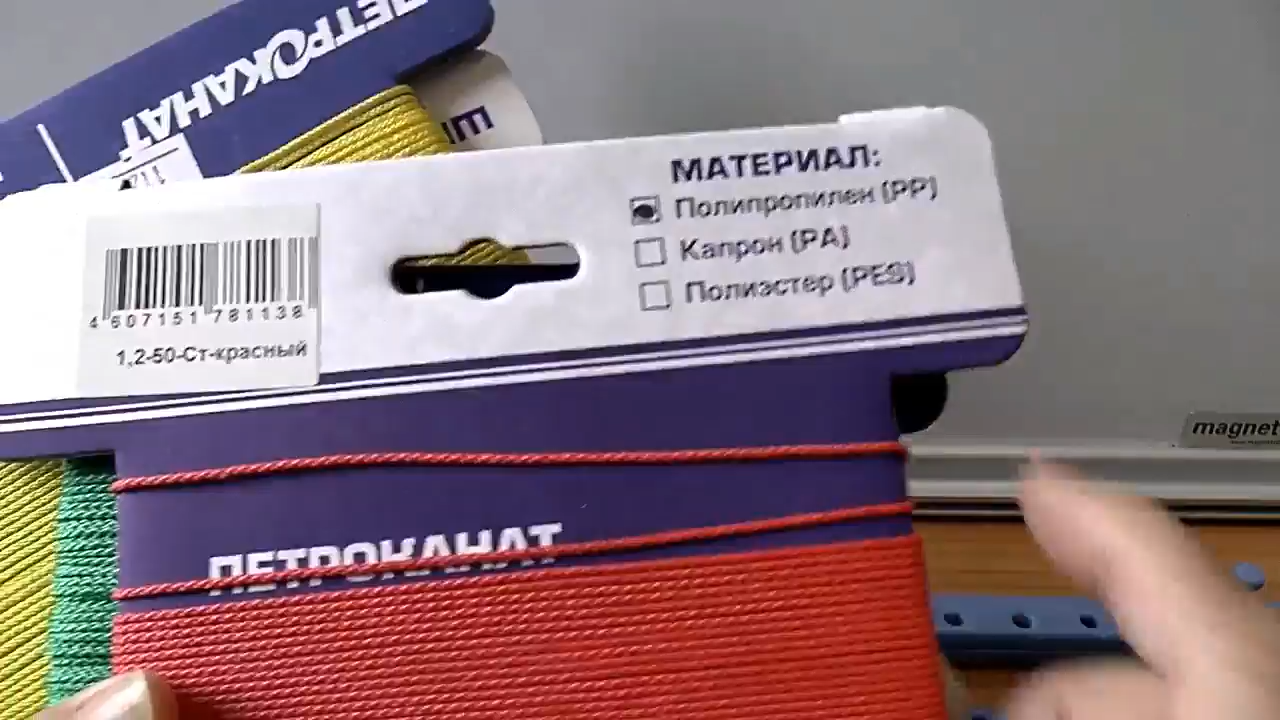 ПЕТРОКАНАТ
МАТЕРИАЛ:
Полипропилен (PP)
Капрон (PA)
Полиэстер (PES)
4 607151 781138
1,2-50-Ст-красный
magnet
ПЕТРОКАНАТ